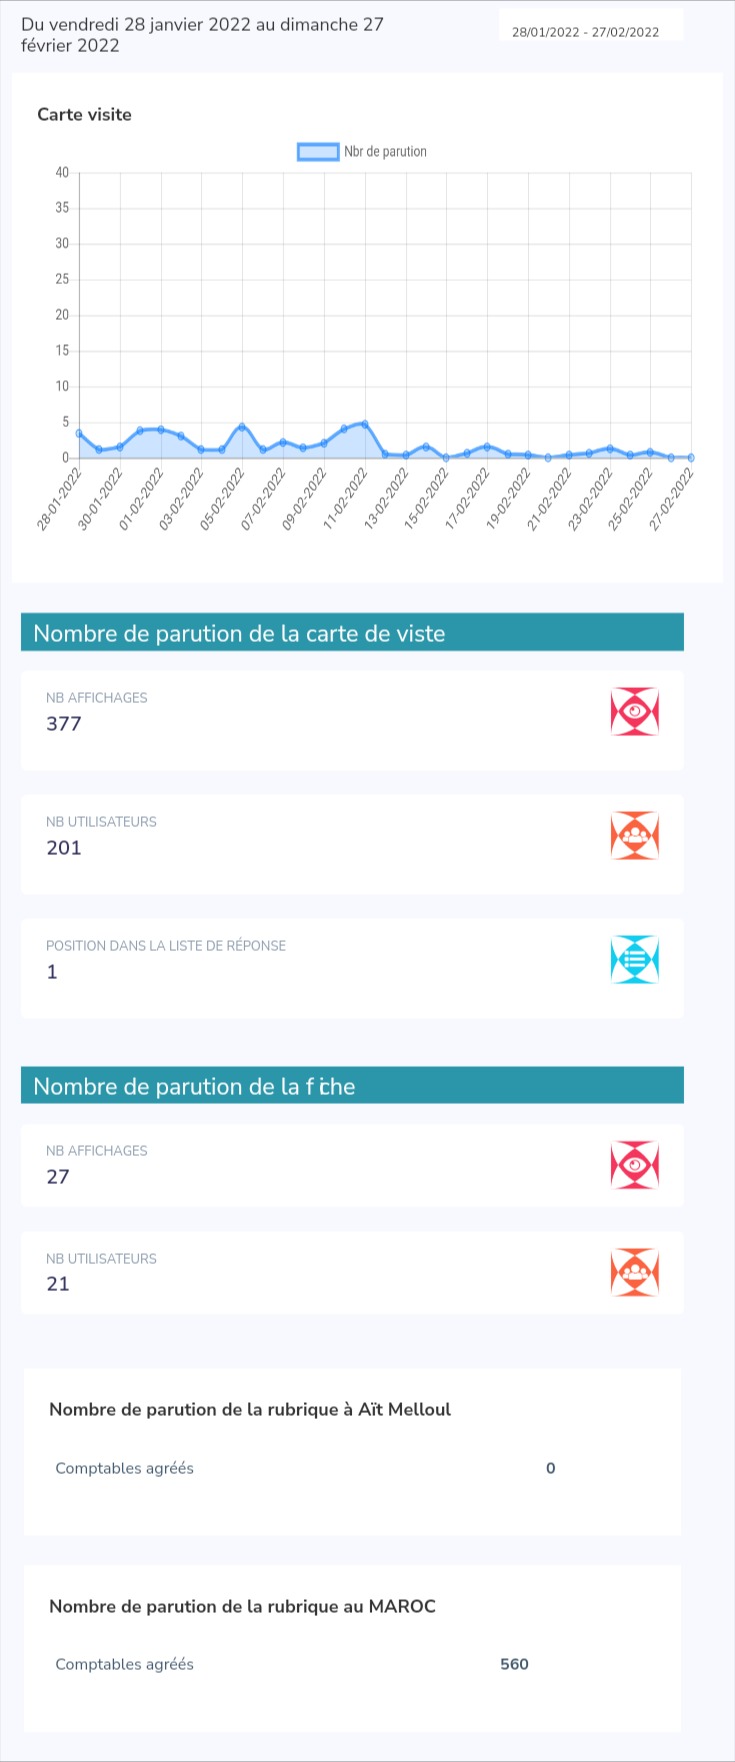 Du vendredi 28 janvier 2022 au dimanche 27
février 2022
28/01/2022 - 27/02/2022
Carte visite
Nbr de parution
40
35
30
25
20
15
10
5
0
28-01-2022
30-01-2022
01-02-2022
03-02-2022
05-02-2022
07-02-2022
09-02-2022
11-02-2022
13-02-2022
15-02-2022
17-02-2022
19-02-2022
21-02-2022
23-02-2022
25-02-2022
27-02-2022
Nombre de parution de la carte de viste
NB AFFICHAGES
377
NB UTILISATEURS
201
POSITION DANS LA LISTE DE RÉPONSE
1
Nombre de parution de la fiche
NB AFFICHAGES
27
NB UTILISATEURS
21
Nombre de parution de la rubrique à Aït Melloul
Comptables agréés 0
Nombre de parution de la rubrique au MAROC
Comptables agréés 560